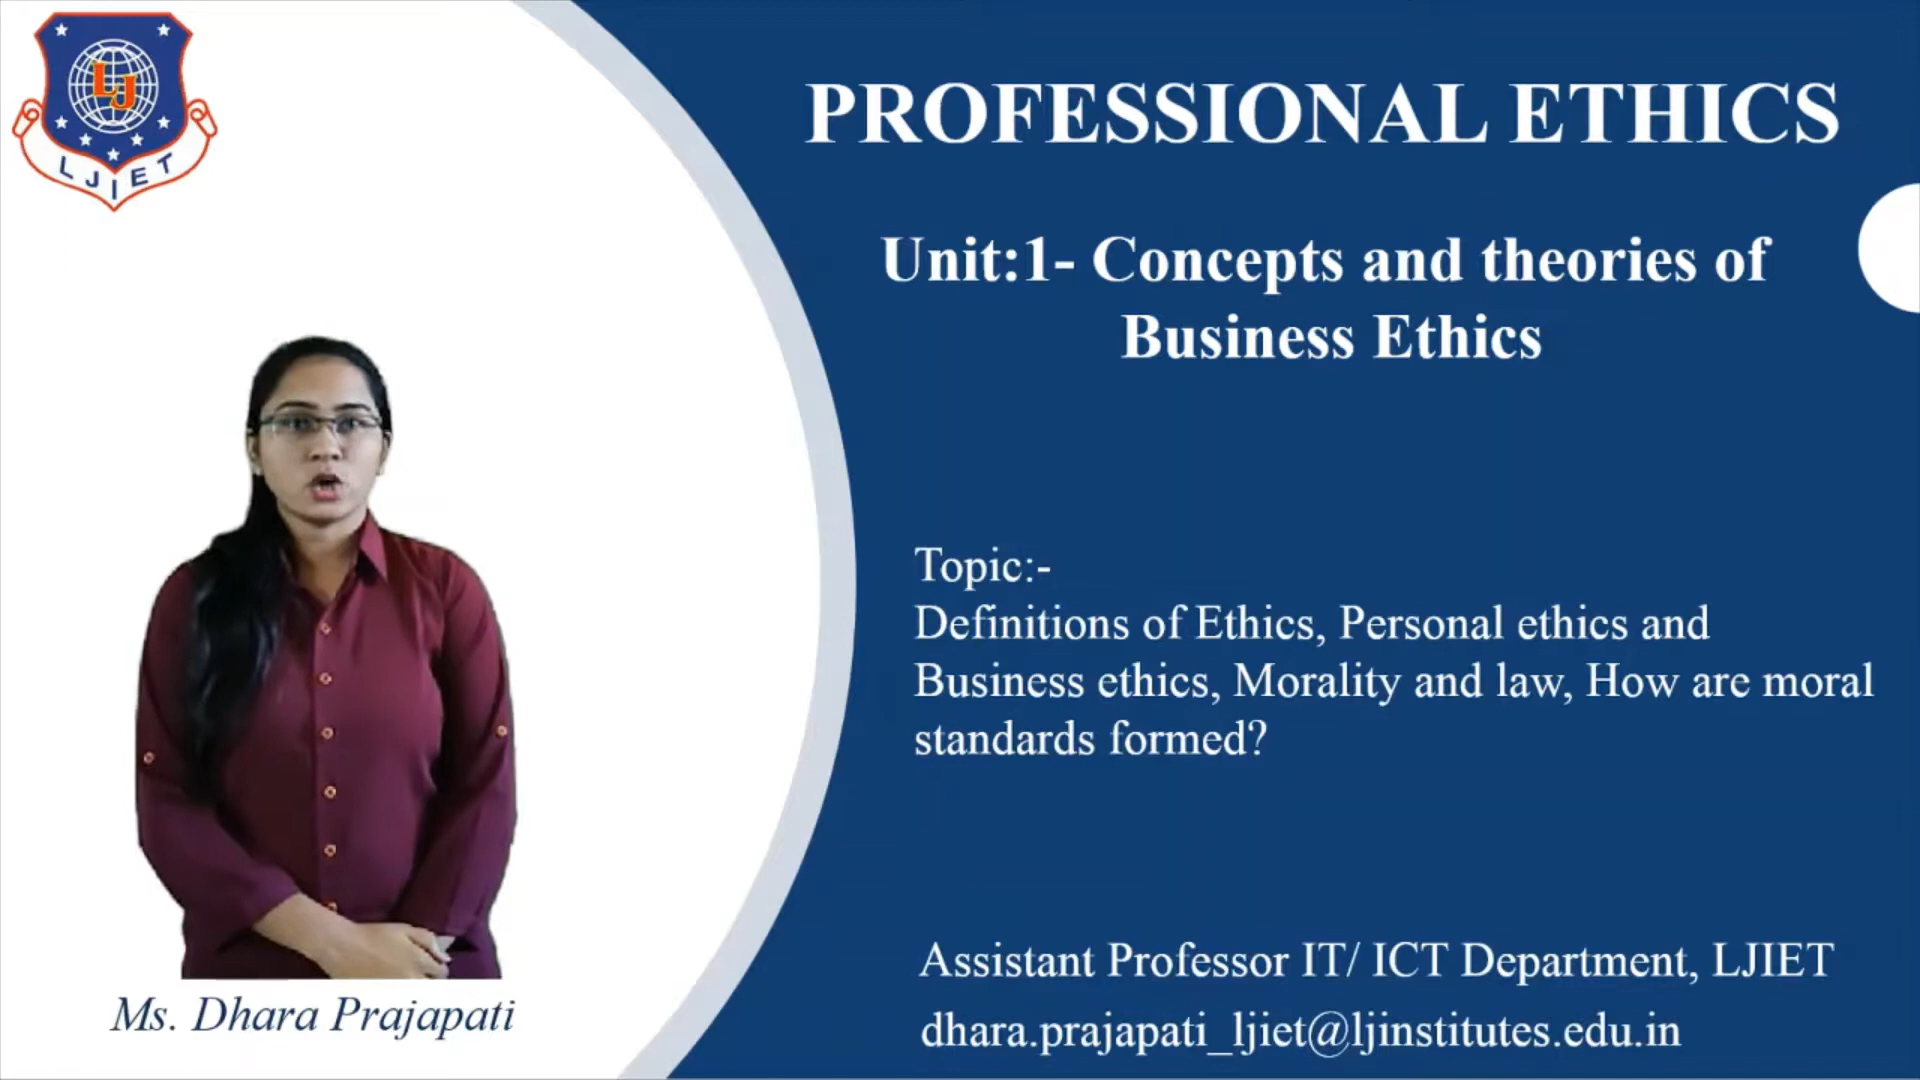 LJ
LJIET
PROFESSIONAL ETHICS
Unit:1- Concepts and theories of
Business Ethics
Topic:-
Definitions of Ethics, Personal ethics and
Business ethics, Morality and law, How are moral
standards formed?
Assistant Professor IT/ ICT Department, LJIET
dhara.prajapati_ljiet@ljinstitutes.edu.in
Ms. Dhara Prajapati